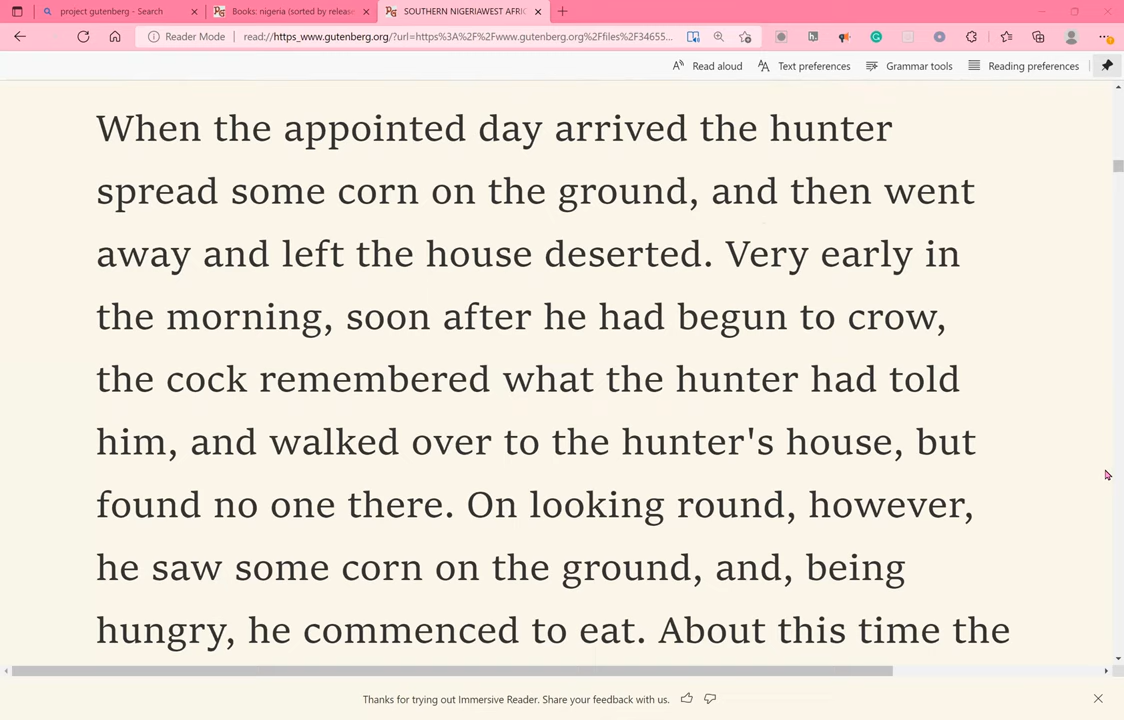 project gutenberg - Search
Books: nigeria (sorted by release
SOUTHERN NIGERIAWEST AFRIC
Reader Mode
read://https_www.gutenberg.org/?url=https%3A%2F%2Fwww.gutenberg.org%2Ffiles%2F34655...
Read aloud
Text preferences
Grammar tools
Reading preferences
When the appointed day arrived the hunter
spread some corn on the ground, and then went
away and left the house deserted. Very early in
the morning, soon after he had begun to crow,
the cock remembered what the hunter had told
him, and walked over to the hunter's house, but
found no one there. On looking round, however,
he saw some corn on the ground, and, being
hungry, he commenced to eat. About this time the
Thanks for trying out Immersive Reader. Share your feedback with us.